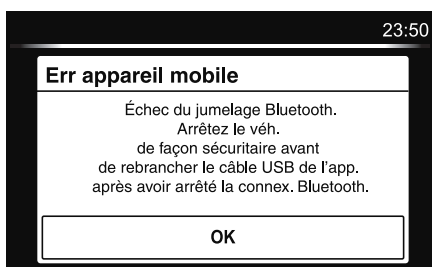 23:50
Err appareil mobile
Échec du jumelage Bluetooth.
Arrêtez le véh.
de façon sécuritaire avant
de rebrancher le câble USB de l'app.
après avoir arrêté la connex. Bluetooth.
OK